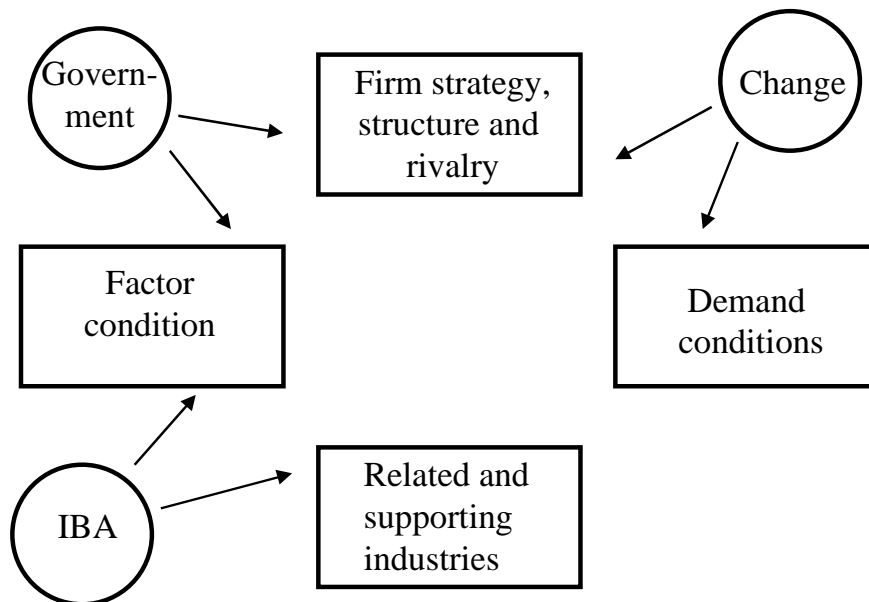 Govern-
ment
Firm strategy,
structure and
rivalry
Change
Factor
condition
Demand
conditions
IBA
Related and
supporting
industries